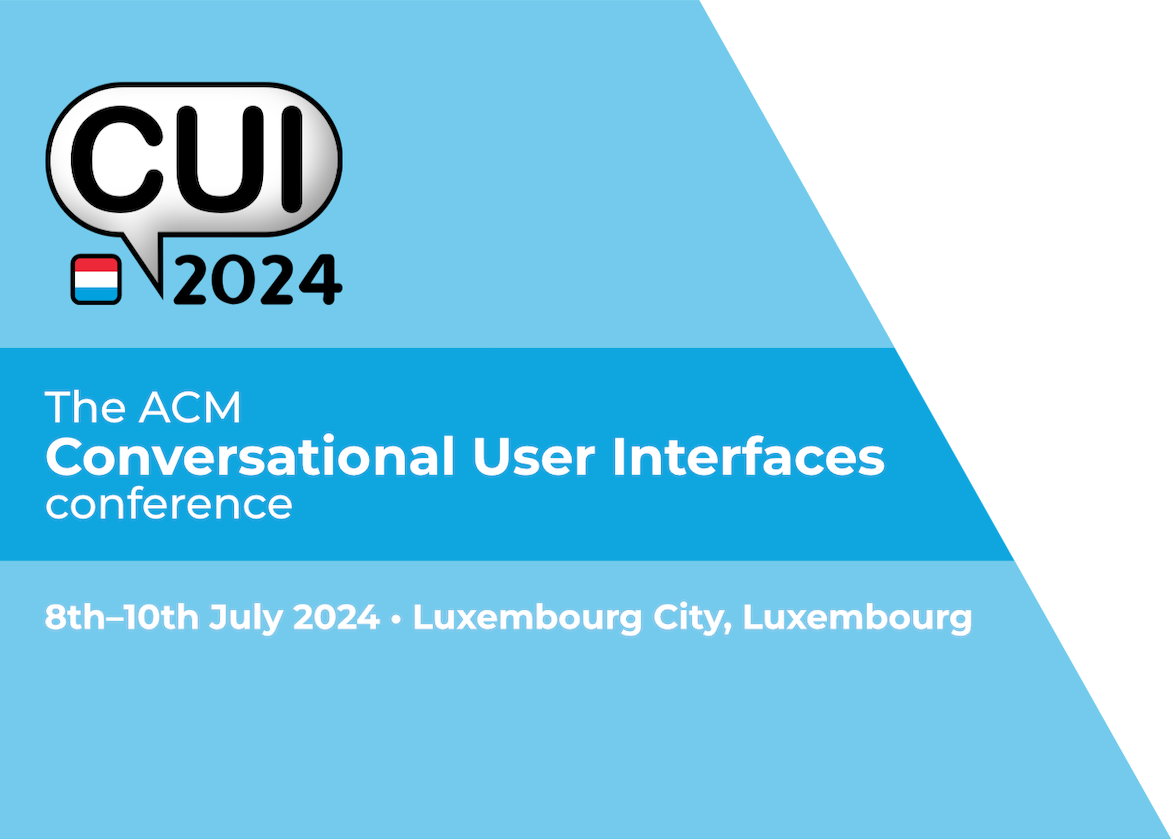 CUI
2024
The ACM
Conversational User Interfaces
conference
8th–10th July 2024 • Luxembourg City, Luxembourg